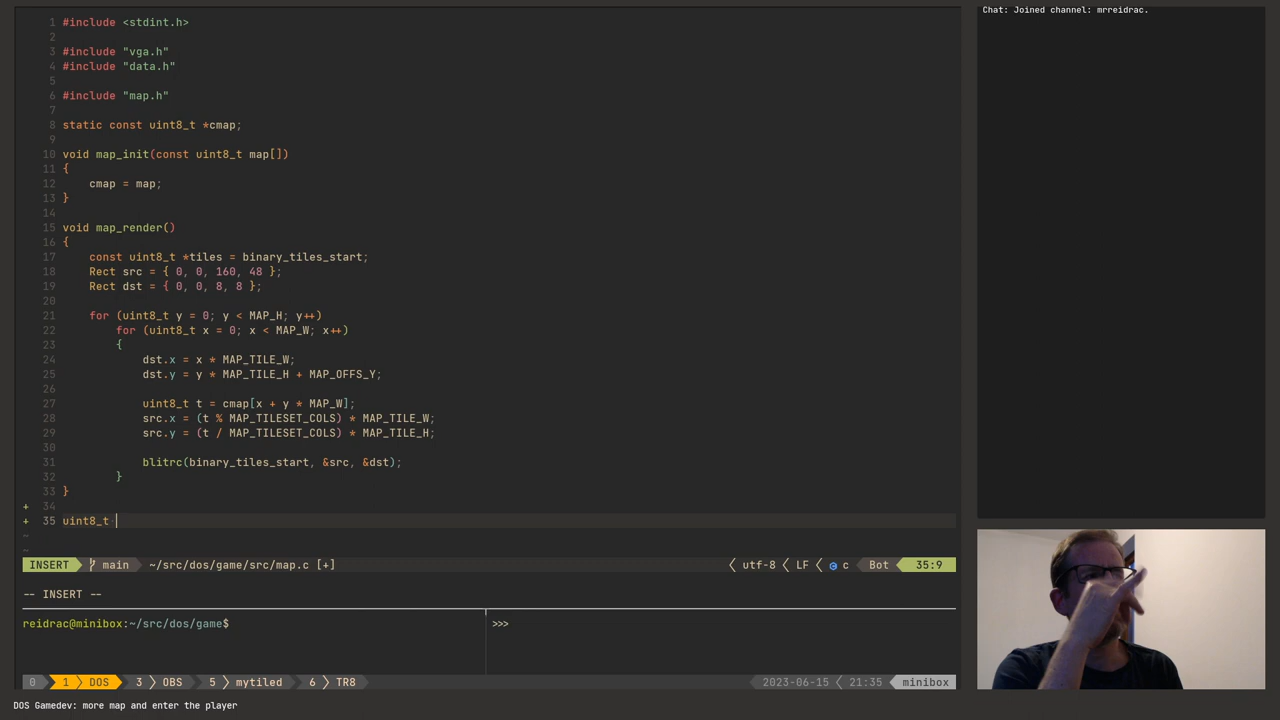 Chat: Joined channel: mrreidrac.
1 #include <stdint.h>
2
3 #include "vga.h"
4 #include "data.h"
5
6 #include "map.h"
7
8 static const uint8_t *cmap;
9
10 void map_init(const uint8_t map[])
11 {
12     cmap = map;
13 }
14
15 void map_render()
16 {
17     const uint8_t *tiles = binary_tiles_start;
18     Rect src = { 0, 0, 160, 48 };
19     Rect dst = { 0, 0, 8, 8 };
20
21     for (uint8_t y = 0; y < MAP_H; y++)
22         for (uint8_t x = 0; x < MAP_W; x++)
23         {
24             dst.x = x * MAP_TILE_W;
25             dst.y = y * MAP_TILE_H + MAP_OFFS_Y;
26
27             uint8_t t = cmap[x + y * MAP_W];
28             src.x = (t % MAP_TILESET_COLS) * MAP_TILE_W;
29             src.y = (t / MAP_TILESET_COLS) * MAP_TILE_H;
30
31             blitrc(binary_tiles_start, &src, &dst);
32         }
33 }
+ 34
+ 35 uint8_t
~
~
INSERT main ~/src/dos/game/src/map.c [+] utf-8 LF c Bot 35:9
-- INSERT --
reidrac@minibox:~/src/dos/game$ >>>
0 1 DOS 3 OBS 5 mytiled 6 TR8 2023-06-15 21:35 minibox
DOS Gamedev: more map and enter the player